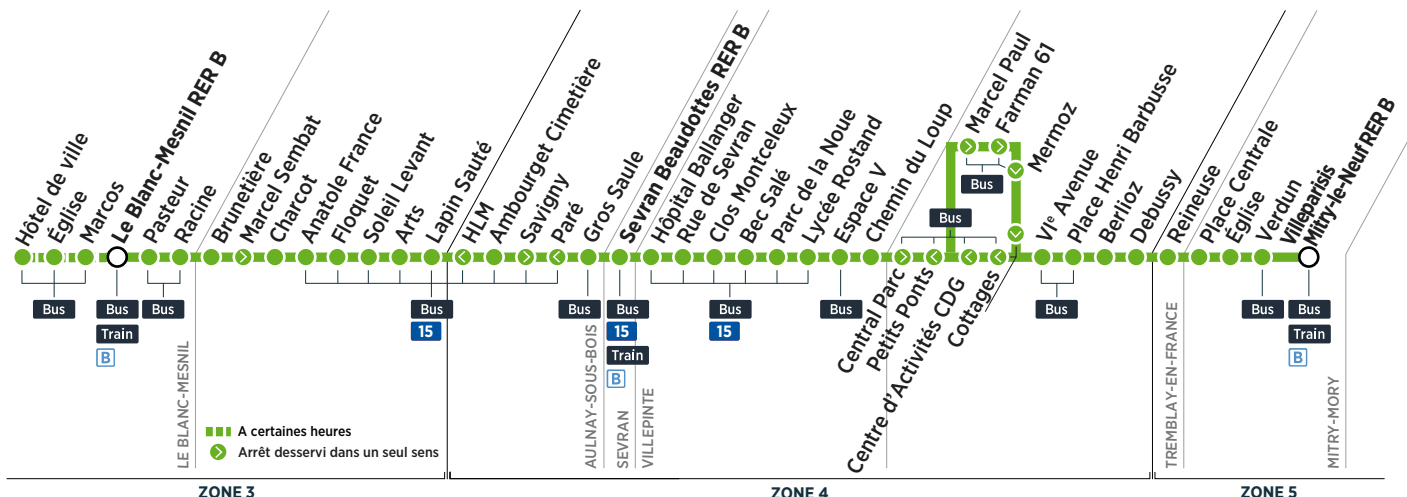 Hôtel de ville
Église
Marcos
Le Blanc-Mesnil RER B
Pasteur
Racine
Brunetière
Marcel Sembat
Charcot
Anatole France
Floquet
Soleil Levant
Arts
Lapin Sauté
HLM
Ambourget Cimetière
Savigny
Paré
Gros Saule
Sevran Beaudottes RER B
Hôpital Ballanger
Rue de Sevran
Clos Montceleux
Bec Salé
Parc de la Noue
Lycée Rostand
Espace V
Chemin du Loup
Marcel Paul
Farman 61
Mermoz
Bus
Bus
Central Parc
Petits Ponts
Centre d'Activités CDG
Cottages
VIe Avenue
Place Henri Barbusse
Berlioz
Debussy
Reineuse
Place Centrale
Église
Verdun
Villeparisis
Mitry-le-Neuf RER B
Bus
Bus
Train
B
Bus
Bus
15
Bus
Bus
15
Train
B
Bus
15
Bus
Bus
Bus
Bus
Train
B
LE BLANC-MESNIL
AULNAY-SOUS-BOIS
SEVRAN
VILLEPINTE
TREMBLAY-EN-FRANCE
MITRY-MORY
A certaines heures
Arrêt desservi dans un seul sens
ZONE 3
ZONE 4
ZONE 5